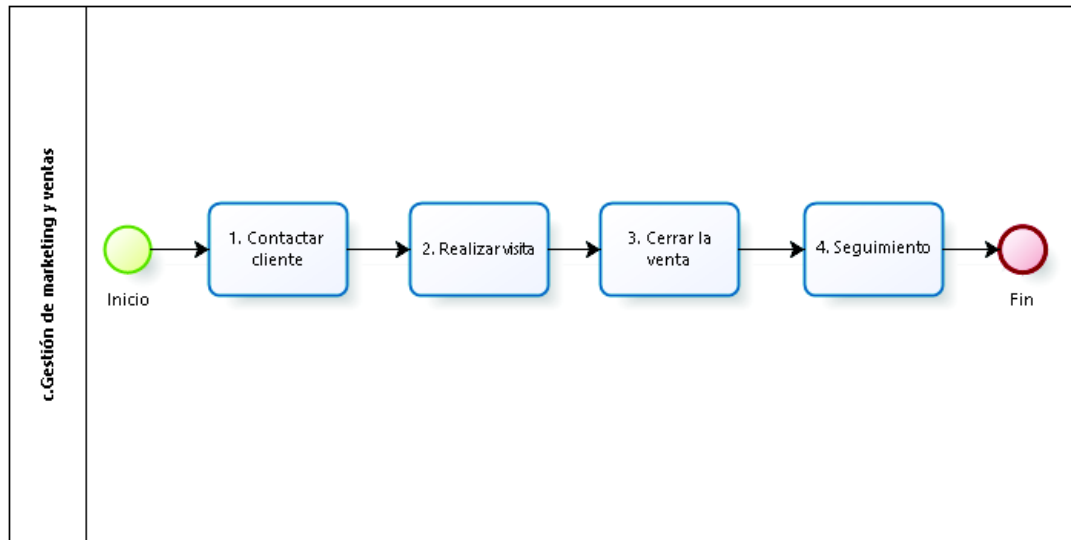 c.Gestión de marketing y ventas
Inicio
1. Contactar
cliente
2. Realizar visita
3. Cerrar la
venta
4. Seguimiento
Fin